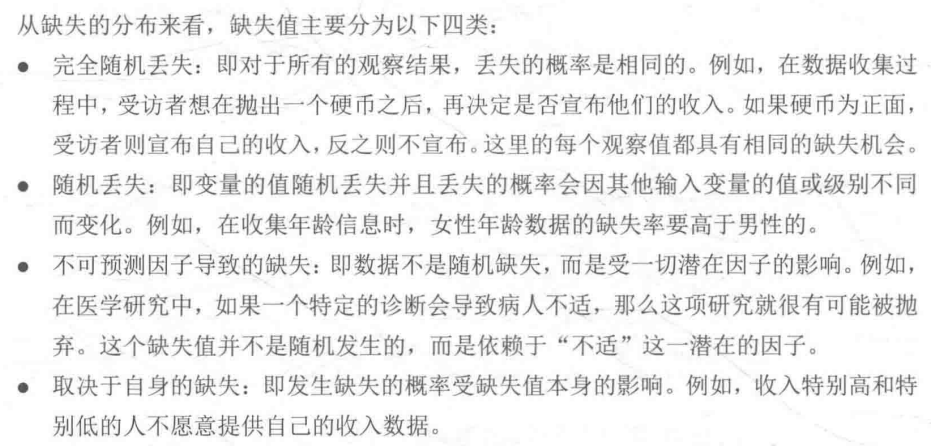 从缺失的分布来看，缺失值主要分为以下四类：
● 完全随机丢失：即对于所有的观察结果，丢失的概率是相同的。例如，在数据收集过
程中，受访者想在抛出一个硬币之后，再决定是否宣布他们的收入。如果硬币为正面，
受访者则宣布自己的收入，反之则不宣布。这里的每个观察值都具有相同的缺失机会。
● 随机丢失：即变量的值随机丢失并且丢失的概率会因其他输入变量的值或级别不同
而变化。例如，在收集年龄信息时，女性年龄数据的缺失率要高于男性的。
● 不可预测因子导致的缺失：即数据不是随机缺失，而是受一切潜在因子的影响。例如，
在医学研究中，如果一个特定的诊断会导致病人不适，那么这项研究就很有可能被抛
弃。这个缺失值并不是随机发生的，而是依赖于“不适”这一潜在的因子。
● 取决于自身的缺失：即发生缺失的概率受缺失值本身的影响。例如，收入特别高和特
别低的人不愿意提供自己的收入数据。